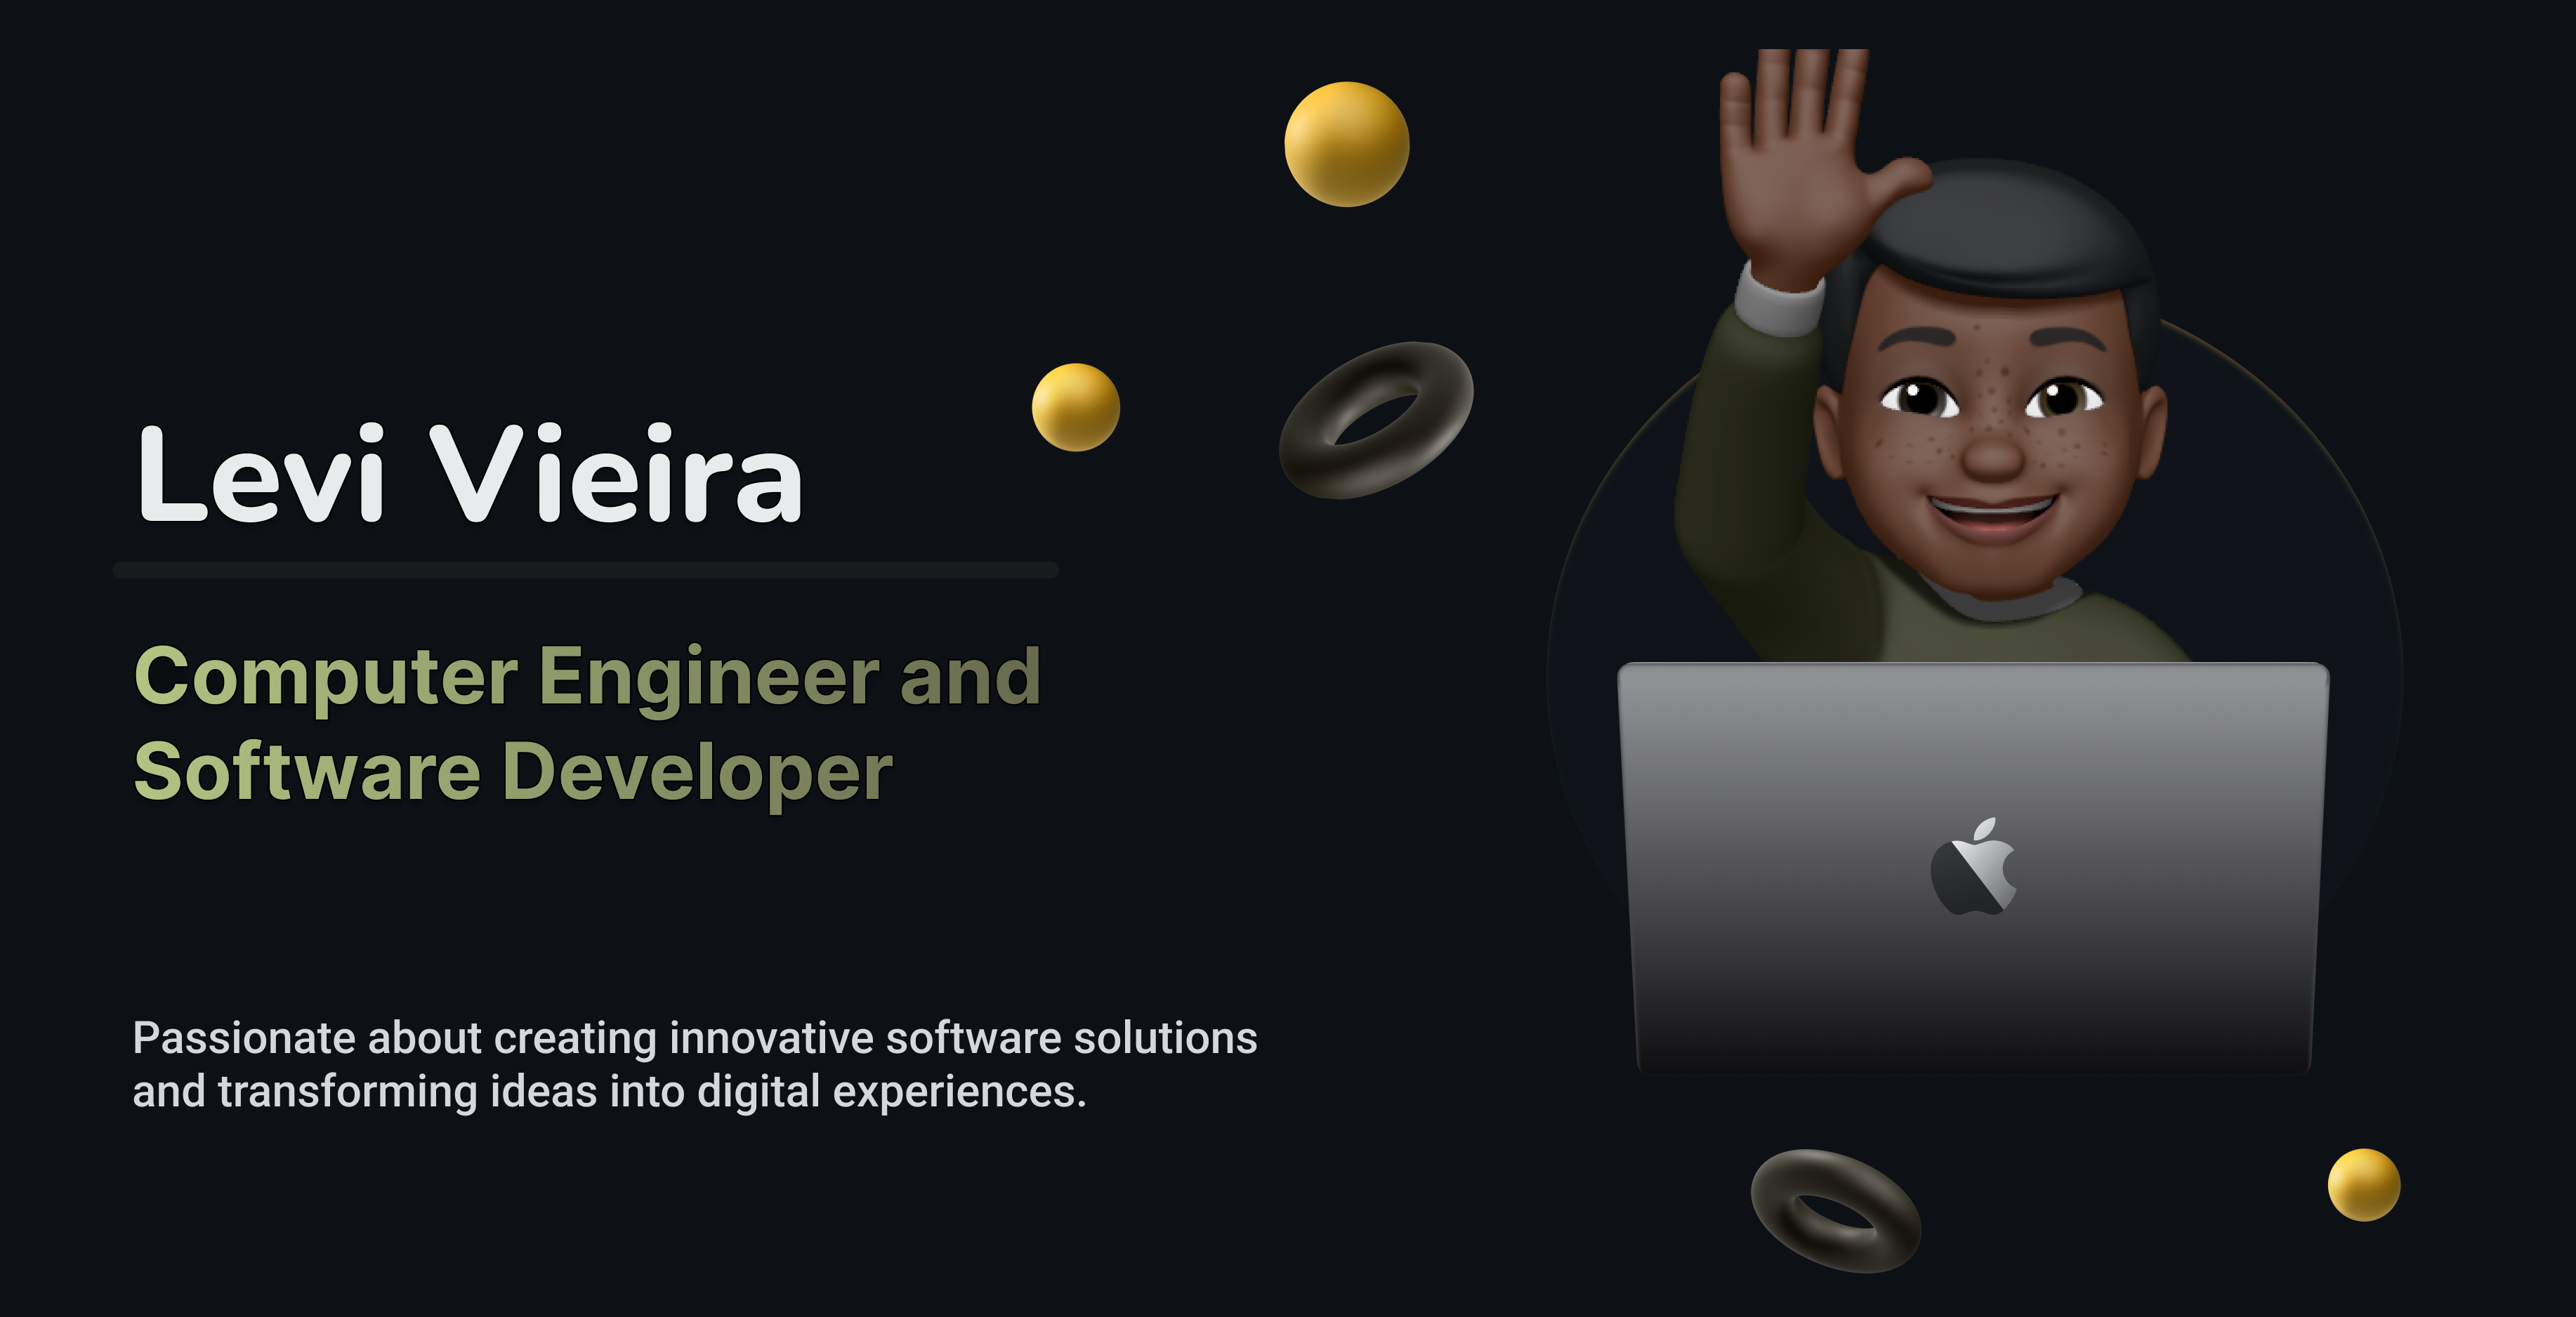 Levi Vieira
Computer Engineer and
Software Developer
Passionate about creating innovative software solutions
and transforming ideas into digital experiences.